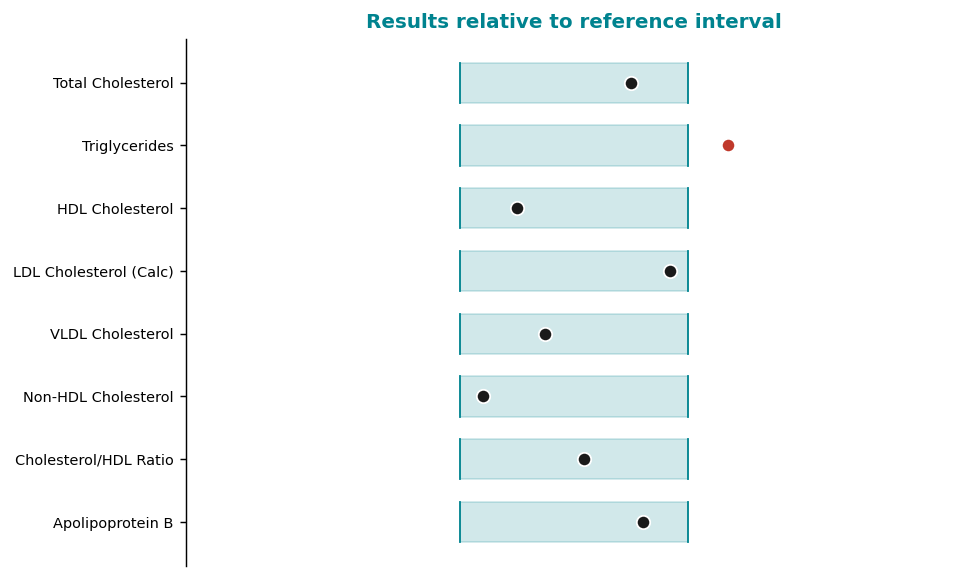 Results relative to reference interval
Total Cholesterol
Triglycerides
HDL Cholesterol
LDL Cholesterol (Calc)
VLDL Cholesterol
Non-HDL Cholesterol
Cholesterol/HDL Ratio
Apolipoprotein B